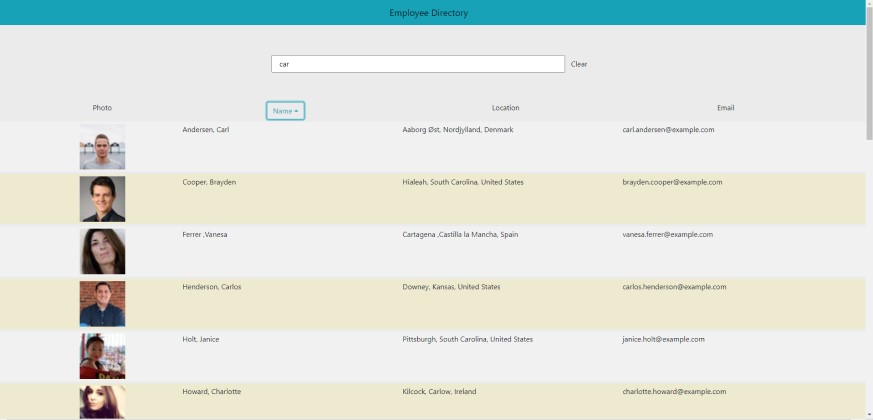 Employee Directory
car Clear
Photo Name Location Email
Andersen, Carl Aaborg Øst, Nordjylland, Denmark carl.andersen@example.com
Cooper, Brayden Hialeah, South Carolina, United States brayden.cooper@example.com
Ferrer ,Vanesa Cartagena ,Castilla la Mancha, Spain vanesa.ferrer@example.com
Henderson, Carlos Downey, Kansas, United States carlos.henderson@example.com
Holt, Janice Pittsburgh, South Carolina, United States janice.holt@example.com
Howard, Charlotte Kilcock, Carlow, Ireland charlotte.howard@example.com